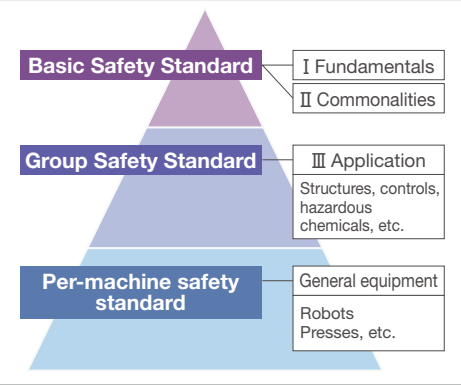 Basic Safety Standard
Ⅰ Fundamentals
Ⅱ Commonalities
Group Safety Standard
Ⅲ Application
Structures, controls,
hazardous
chemicals, etc.
Per-machine safety
standard
General equipment
Robots
Presses, etc.